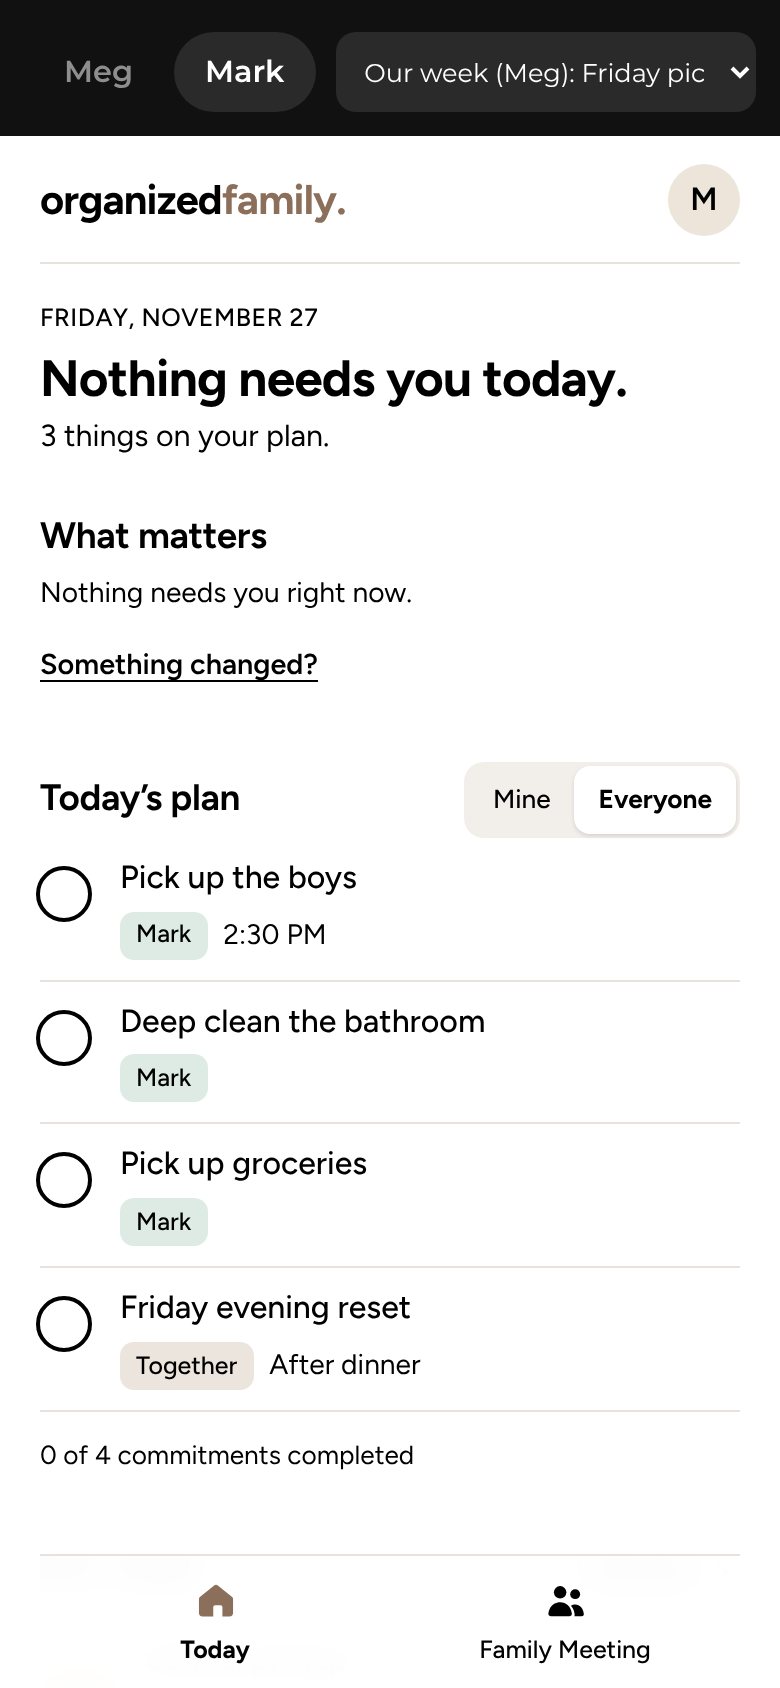 Meg
Mark
Our week (Meg): Friday pic
organizedfamily.
M
FRIDAY, NOVEMBER 27
Nothing needs you today.
3 things on your plan.
What matters
Nothing needs you right now.
Something changed?
Today’s plan
Mine
Everyone
Pick up the boys
Mark 2:30 PM
Deep clean the bathroom
Mark
Pick up groceries
Mark
Friday evening reset
Together After dinner
0 of 4 commitments completed
Today
Family Meeting